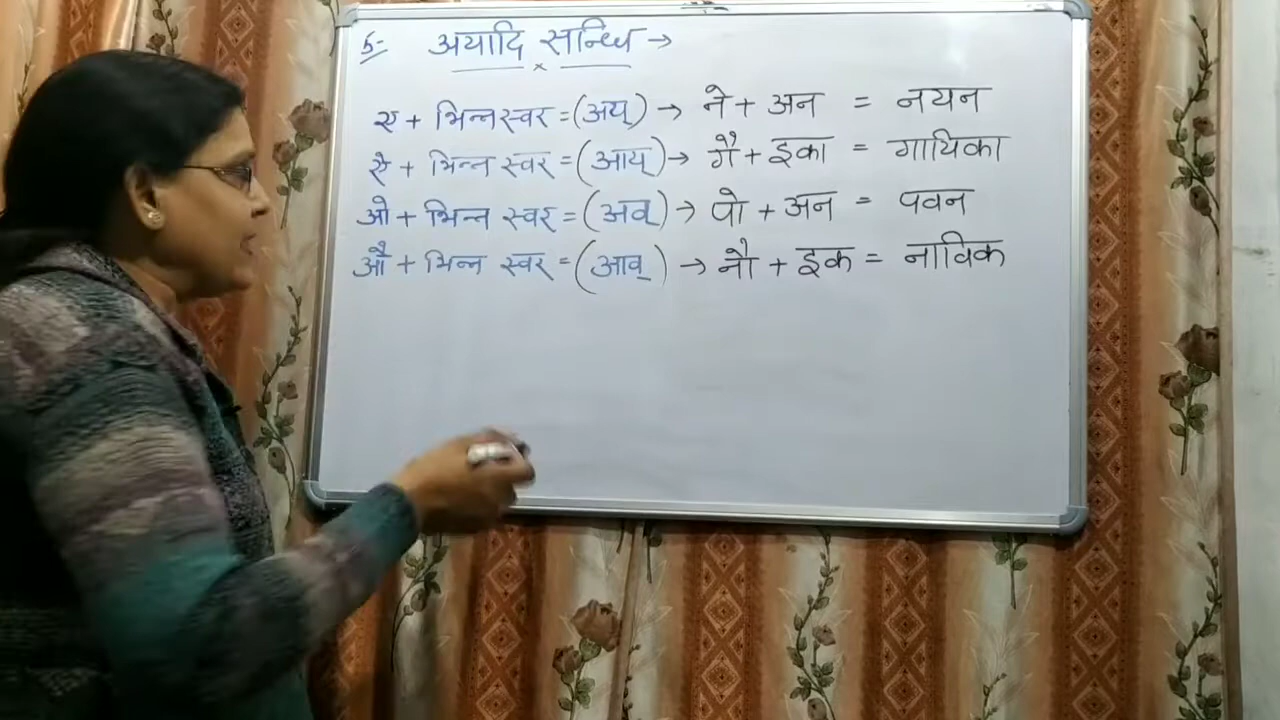 5- अयादि सन्धि →
ए + भिन्न स्वर = (अय्) → ने + अन = नयन
ऐ + भिन्न स्वर = (आय्) → गै + इका = गायिका
ओ + भिन्न स्वर = (अव्) → पो + अन = पवन
औ + भिन्न स्वर = (आव्) → नौ + इक = नाविक